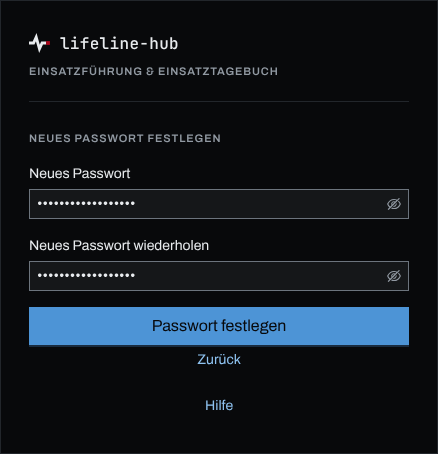 lifeline-hub
EINSATZFÜHRUNG & EINSATZTAGEBUCH
NEUES PASSWORT FESTLEGEN
Neues Passwort
••••••••••••••••••
Neues Passwort wiederholen
••••••••••••••••••
Passwort festlegen
Zurück
Hilfe